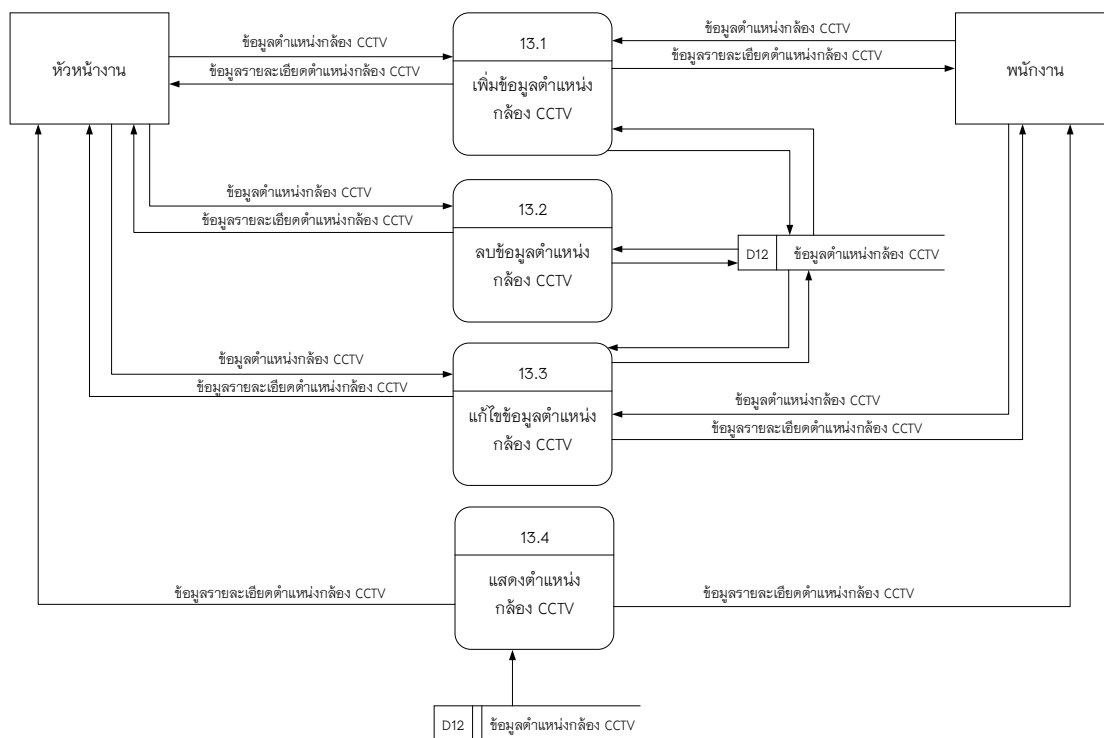 ข้อมูลตำแหน่งกล้อง CCTV
13.1
ข้อมูลตำแหน่งกล้อง CCTV
หัวหน้างาน
ข้อมูลรายละเอียดตำแหน่งกล้อง CCTV
เพิ่มข้อมูลตำแหน่ง
กล้อง CCTV
ข้อมูลรายละเอียดตำแหน่งกล้อง CCTV
พนักงาน
ข้อมูลตำแหน่งกล้อง CCTV
ข้อมูลรายละเอียดตำแหน่งกล้อง CCTV
13.2
ลบข้อมูลตำแหน่ง
กล้อง CCTV
D12 ข้อมูลตำแหน่งกล้อง CCTV
ข้อมูลตำแหน่งกล้อง CCTV
ข้อมูลรายละเอียดตำแหน่งกล้อง CCTV
13.3
แก้ไขข้อมูลตำแหน่ง
กล้อง CCTV
ข้อมูลตำแหน่งกล้อง CCTV
ข้อมูลรายละเอียดตำแหน่งกล้อง CCTV
13.4
แสดงตำแหน่ง
กล้อง CCTV
ข้อมูลรายละเอียดตำแหน่งกล้อง CCTV
ข้อมูลรายละเอียดตำแหน่งกล้อง CCTV
D12 ข้อมูลตำแหน่งกล้อง CCTV